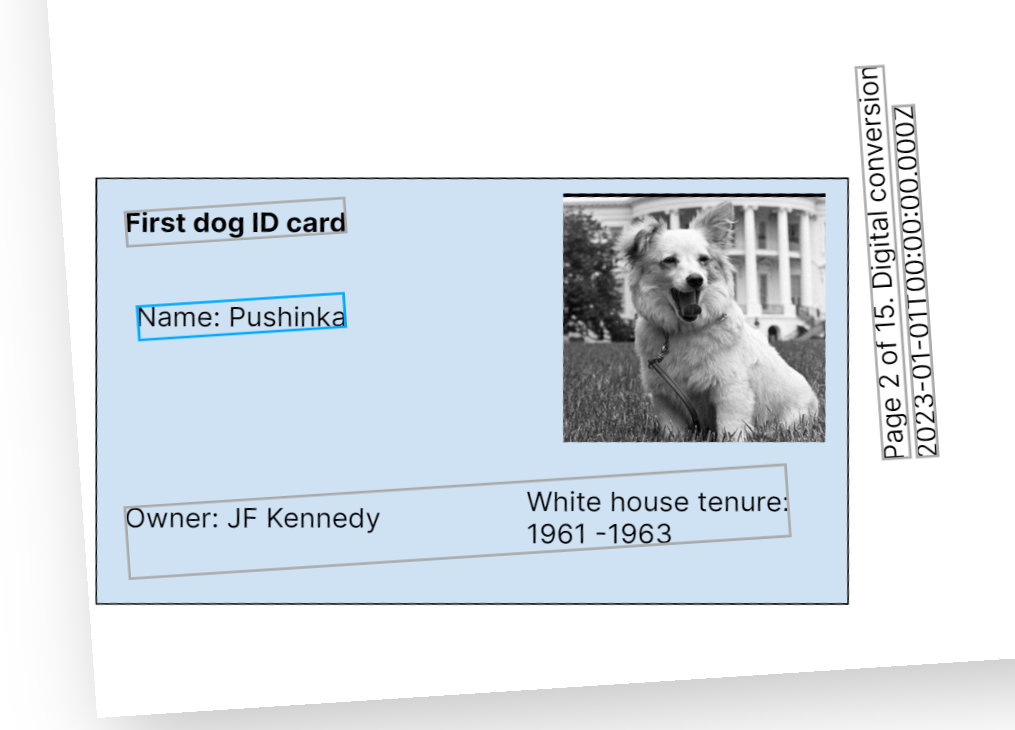 First dog ID card
Name: Pushinka
Owner: JF Kennedy
White house tenure:
1961 -1963
Page 2 of 15. Digital conversion
2023-01-01T00:00:00.000Z